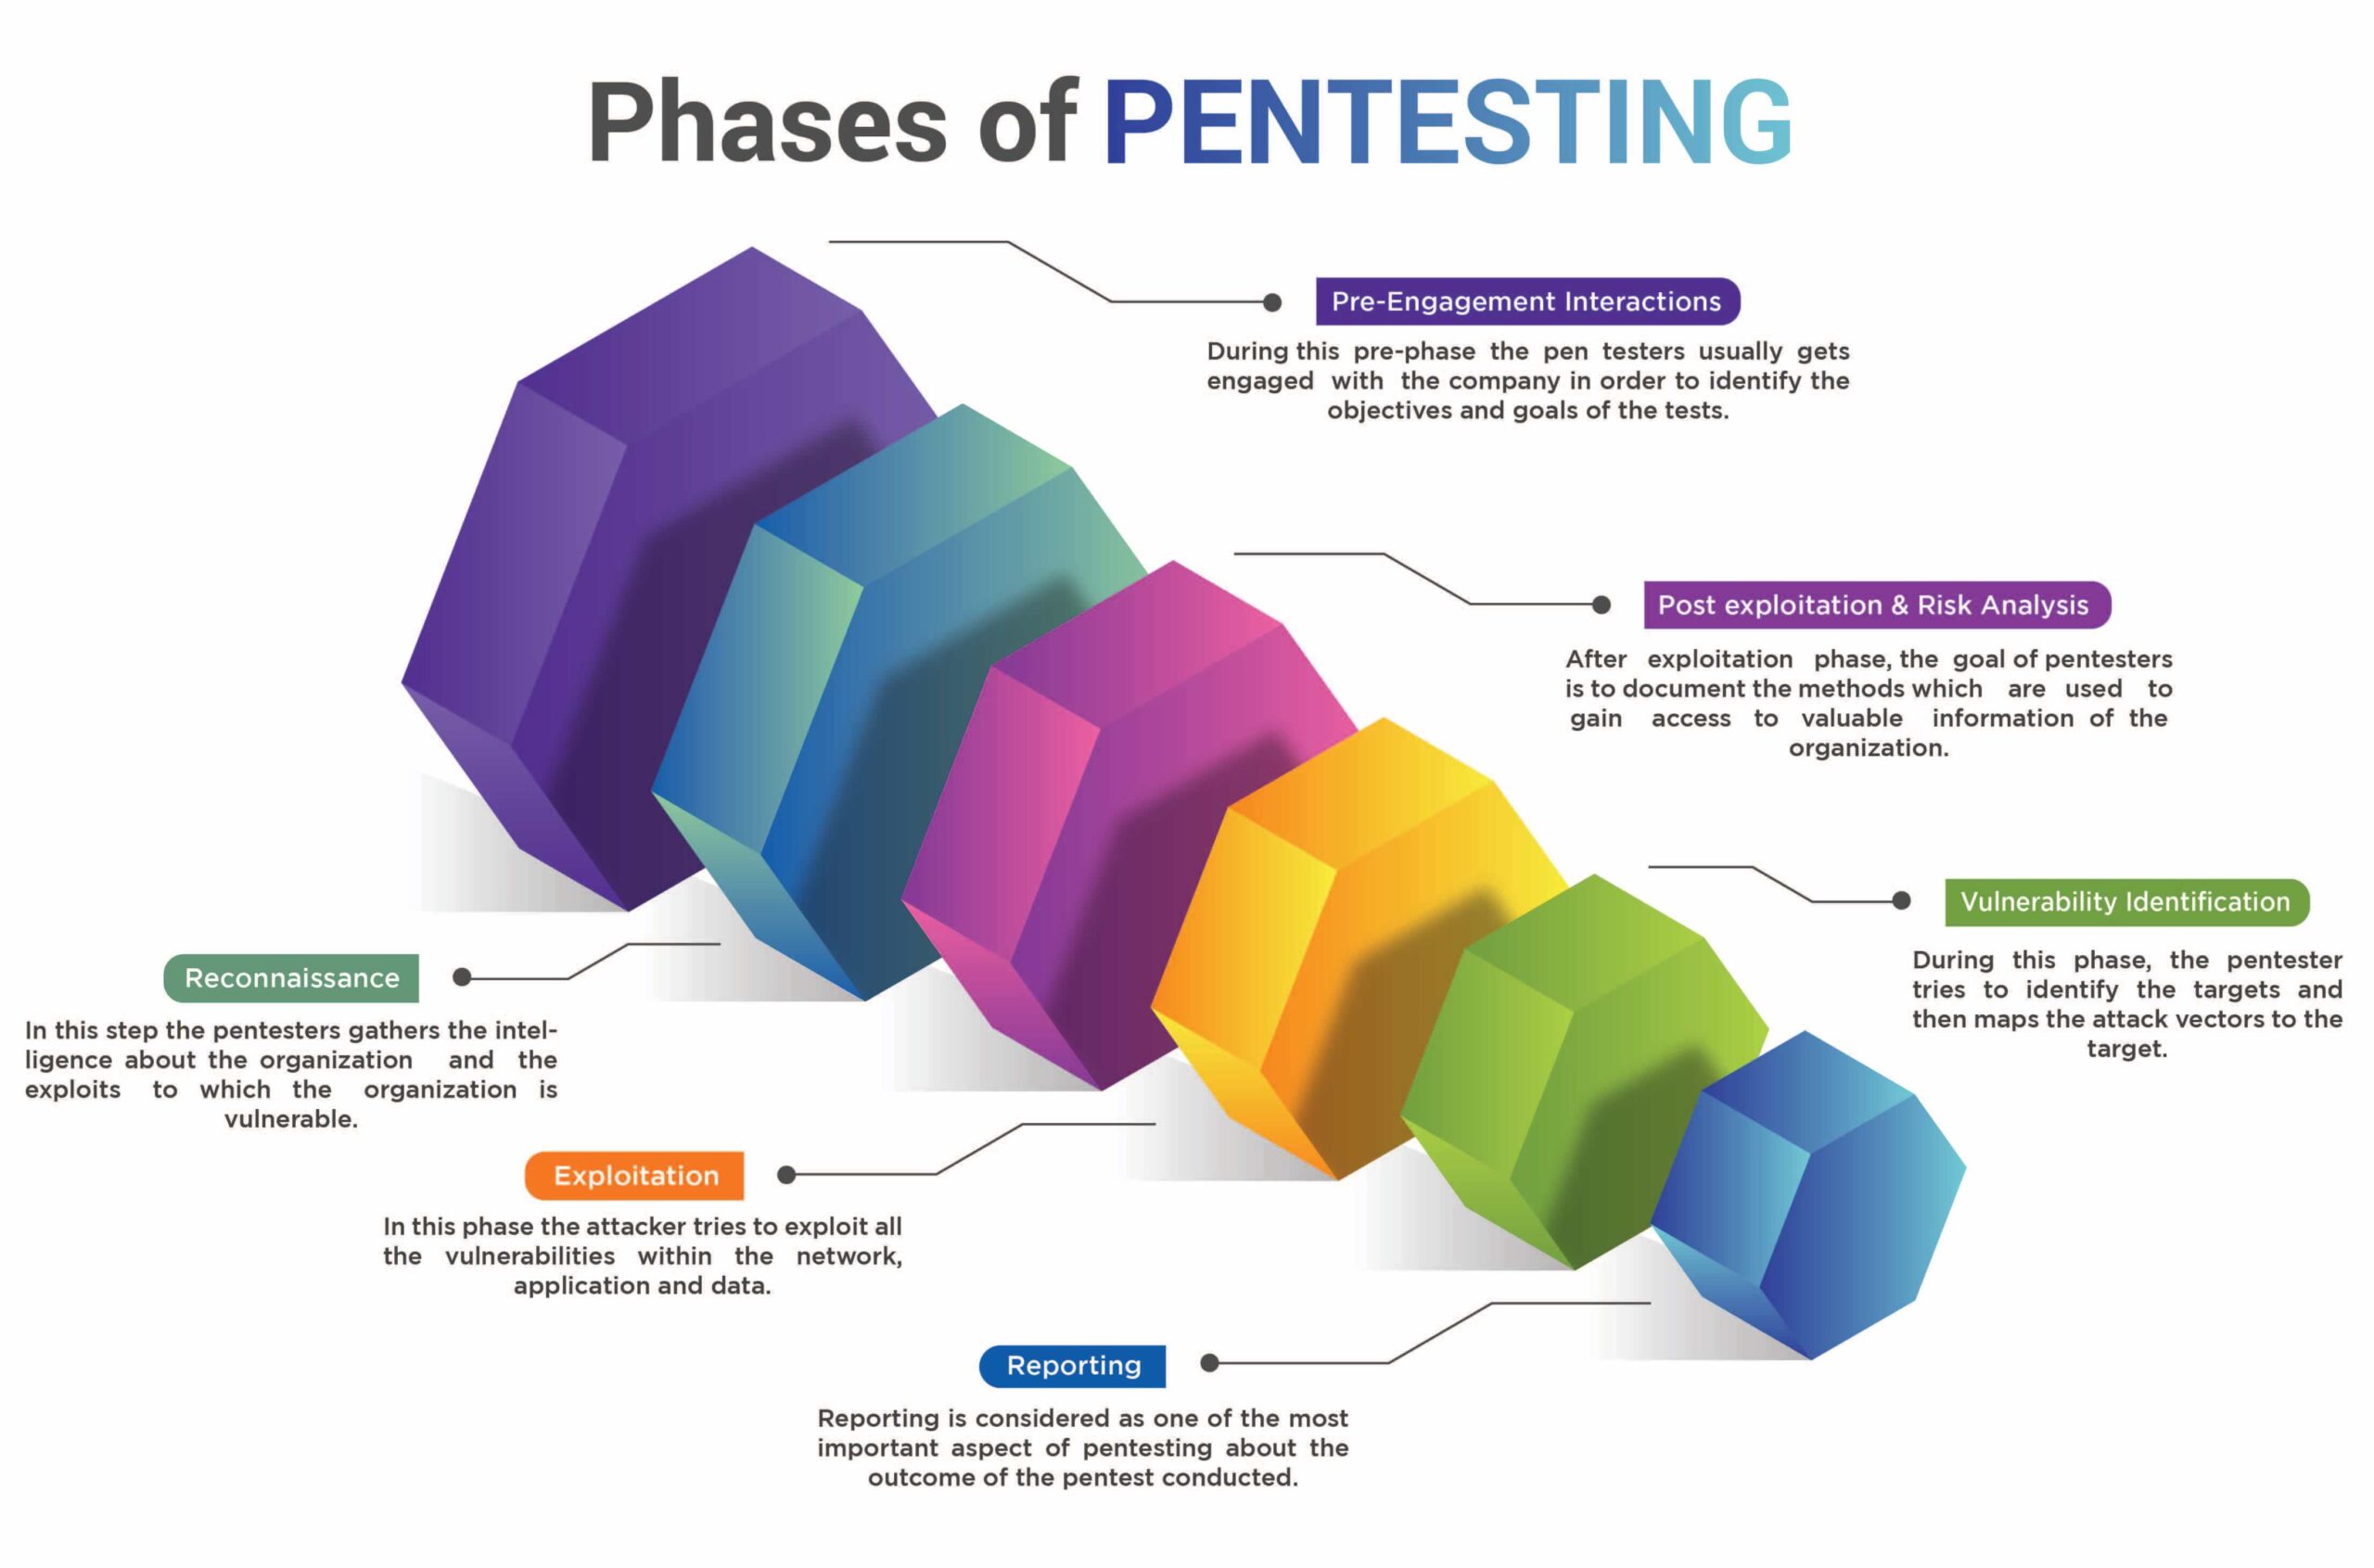 Phases of PENTESTING
Pre-Engagement Interactions
During this pre-phase the pen testers usually gets
engaged with the company in order to identify the
objectives and goals of the tests.
Post exploitation & Risk Analysis
After exploitation phase, the goal of pentesters
is to document the methods which are used to
gain access to valuable information of the
organization.
Vulnerability Identification
During this phase, the pentester
tries to identify the targets and
then maps the attack vectors to the
target.
Reconnaissance
In this step the pentesters gathers the intel-
ligence about the organization and the
exploits to which the organization is
vulnerable.
Exploitation
In this phase the attacker tries to exploit all
the vulnerabilities within the network,
application and data.
Reporting
Reporting is considered as one of the most
important aspect of pentesting about the
outcome of the pentest conducted.